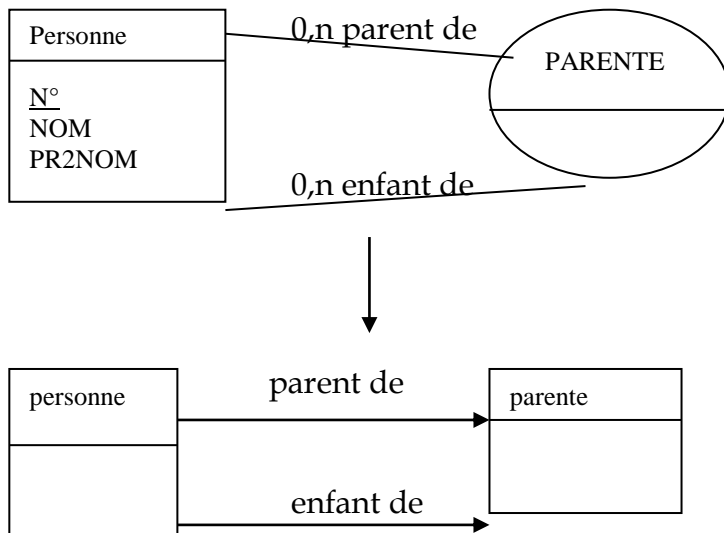 Personne
0,n parent de
PARENTE
N°
NOM
PR2NOM
0,n enfant de
personne
parent de
parente
enfant de